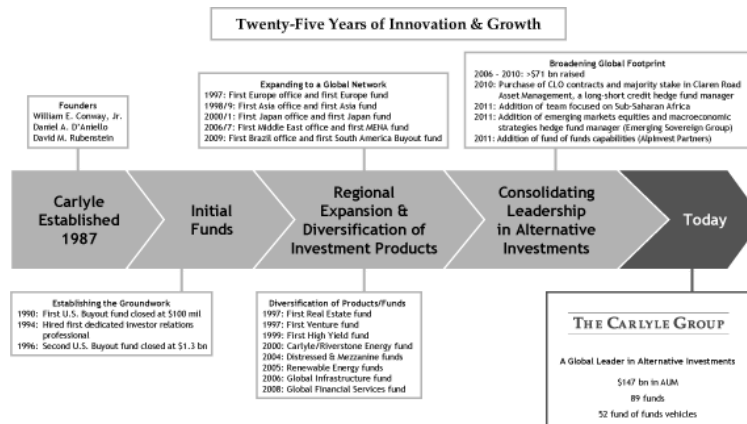 Twenty-Five Years of Innovation & Growth
Founders
William E. Conway, Jr.
Daniel A. D'Aniello
David M. Rubenstein
Expanding to a Global Network
1997: First Europe office and first Europe fund
1998/9: First Asia office and first Asia fund
2000/1: First Japan office and first Japan fund
2006/7: First Middle East office and first MENA fund
2009: First Brazil office and first South America Buyout fund
Broadening Global Footprint
2006 - 2010: >$71 bn raised
2010: Purchase of CLO contracts and majority stake in Claren Road
Asset Management, a long-short credit hedge fund manager
2011: Addition of team focused on Sub-Saharan Africa
2011: Addition of emerging markets equities and macroeconomic
strategies hedge fund manager (Emerging Sovereign Group)
2011: Addition of fund of funds capabilities (AlpInvest Partners)
Carlyle
Established
1987
Initial
Funds
Regional
Expansion &
Diversification of
Investment Products
Consolidating
Leadership
in Alternative
Investments
Today
Establishing the Groundwork
1990: First U.S. Buyout fund closed at $100 mil
1994: Hired first dedicated investor relations
professional
1996: Second U.S. Buyout fund closed at $1.3 bn
Diversification of Products/Funds
1997: First Real Estate fund
1997: First Venture fund
1999: First High Yield fund
2000: Carlyle/Riverstone Energy fund
2004: Distressed & Mezzanine funds
2005: Renewable Energy funds
2006: Global Infrastructure fund
2008: Global Financial Services fund
THE CARLYLE GROUP
A Global Leader in Alternative Investments
$147 bn in AUM
89 funds
52 fund of funds vehicles